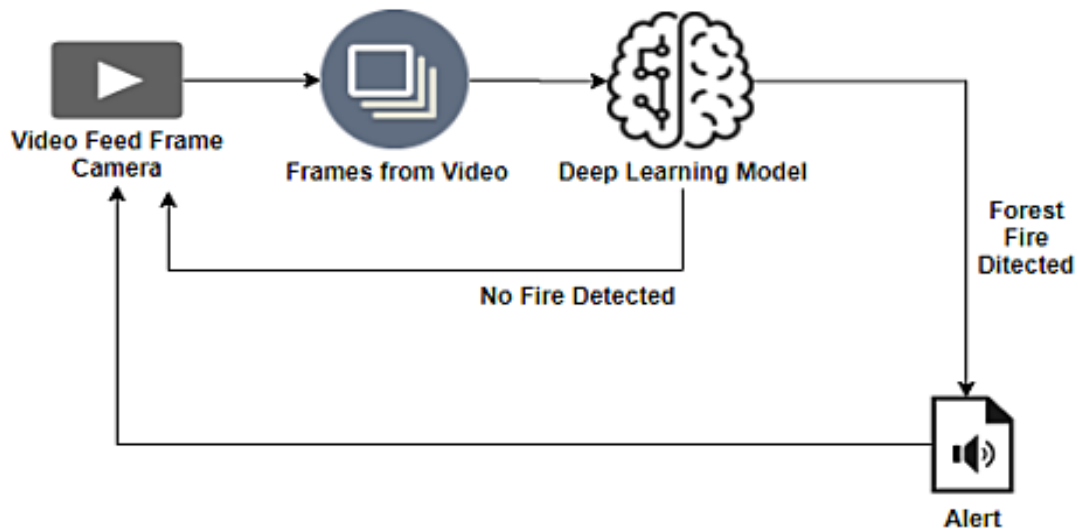 Video Feed Frame
Camera
Frames from Video
Deep Learning Model
Forest
Fire
Ditected
No Fire Detected
Alert